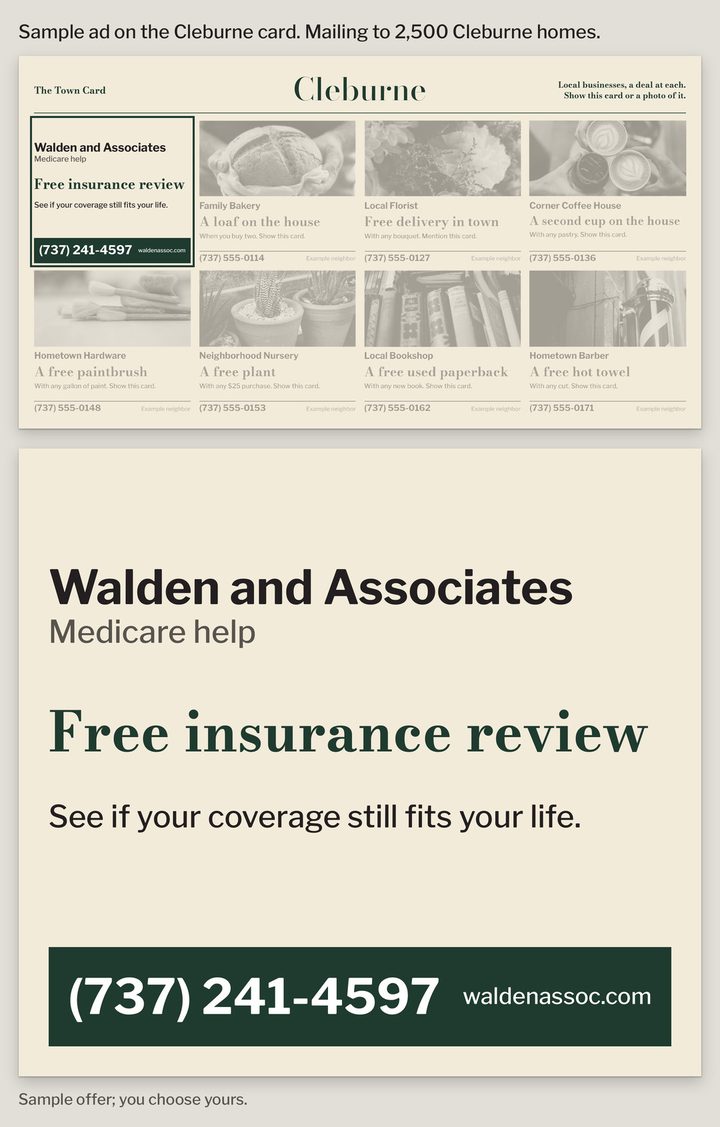 Sample ad on the Cleburne card. Mailing to 2,500 Cleburne homes.
The Town Card
Cleburne
Local businesses, a deal at each.
Show this card or a photo of it.
Walden and Associates
Medicare help
Free insurance review
See if your coverage still fits your life.
(737) 241-4597 waldenassoc.com
Family Bakery
A loaf on the house
When you buy two. Show this card.
(737) 555-0114 Example neighbor
Local Florist
Free delivery in town
With any bouquet. Mention this card.
(737) 555-0127 Example neighbor
Corner Coffee House
A second cup on the house
With any pastry. Show this card.
(737) 555-0136 Example neighbor
Hometown Hardware
A free paintbrush
With any gallon of paint. Show this card.
(737) 555-0148 Example neighbor
Neighborhood Nursery
A free plant
With any $25 purchase. Show this card.
(737) 555-0153 Example neighbor
Local Bookshop
A free used paperback
With any new book. Show this card.
(737) 555-0162 Example neighbor
Hometown Barber
A free hot towel
With any cut. Show this card.
(737) 555-0171 Example neighbor
Walden and Associates
Medicare help
Free insurance review
See if your coverage still fits your life.
(737) 241-4597 waldenassoc.com
Sample offer; you choose yours.